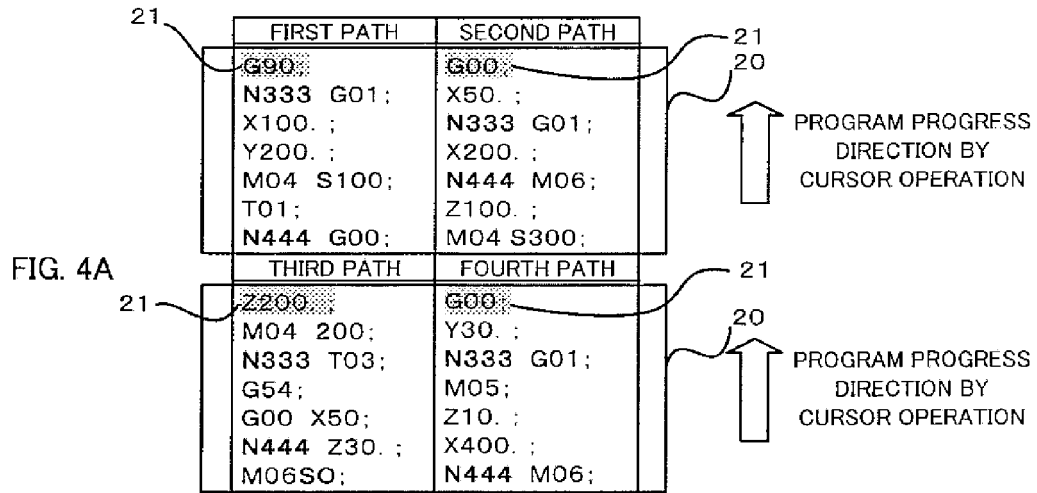 21
FIRST PATH
SECOND PATH
21
20
G90;
N333 G01;
X100. ;
Y200. ;
M04 S100;
T01;
N444 G00;
G00;
X50. ;
N333 G01;
X200. ;
N444 M06;
Z100. ;
M04 S300;
PROGRAM PROGRESS
DIRECTION BY
CURSOR OPERATION
FIG. 4A
THIRD PATH
FOURTH PATH
21
21
20
Z200. ;
M04 200;
N333 T03;
G54;
G00 X50;
N444 Z30. ;
M06SO;
G00;
Y30. ;
N333 G01;
M05;
Z10. ;
X400. ;
N444 M06;
PROGRAM PROGRESS
DIRECTION BY
CURSOR OPERATION